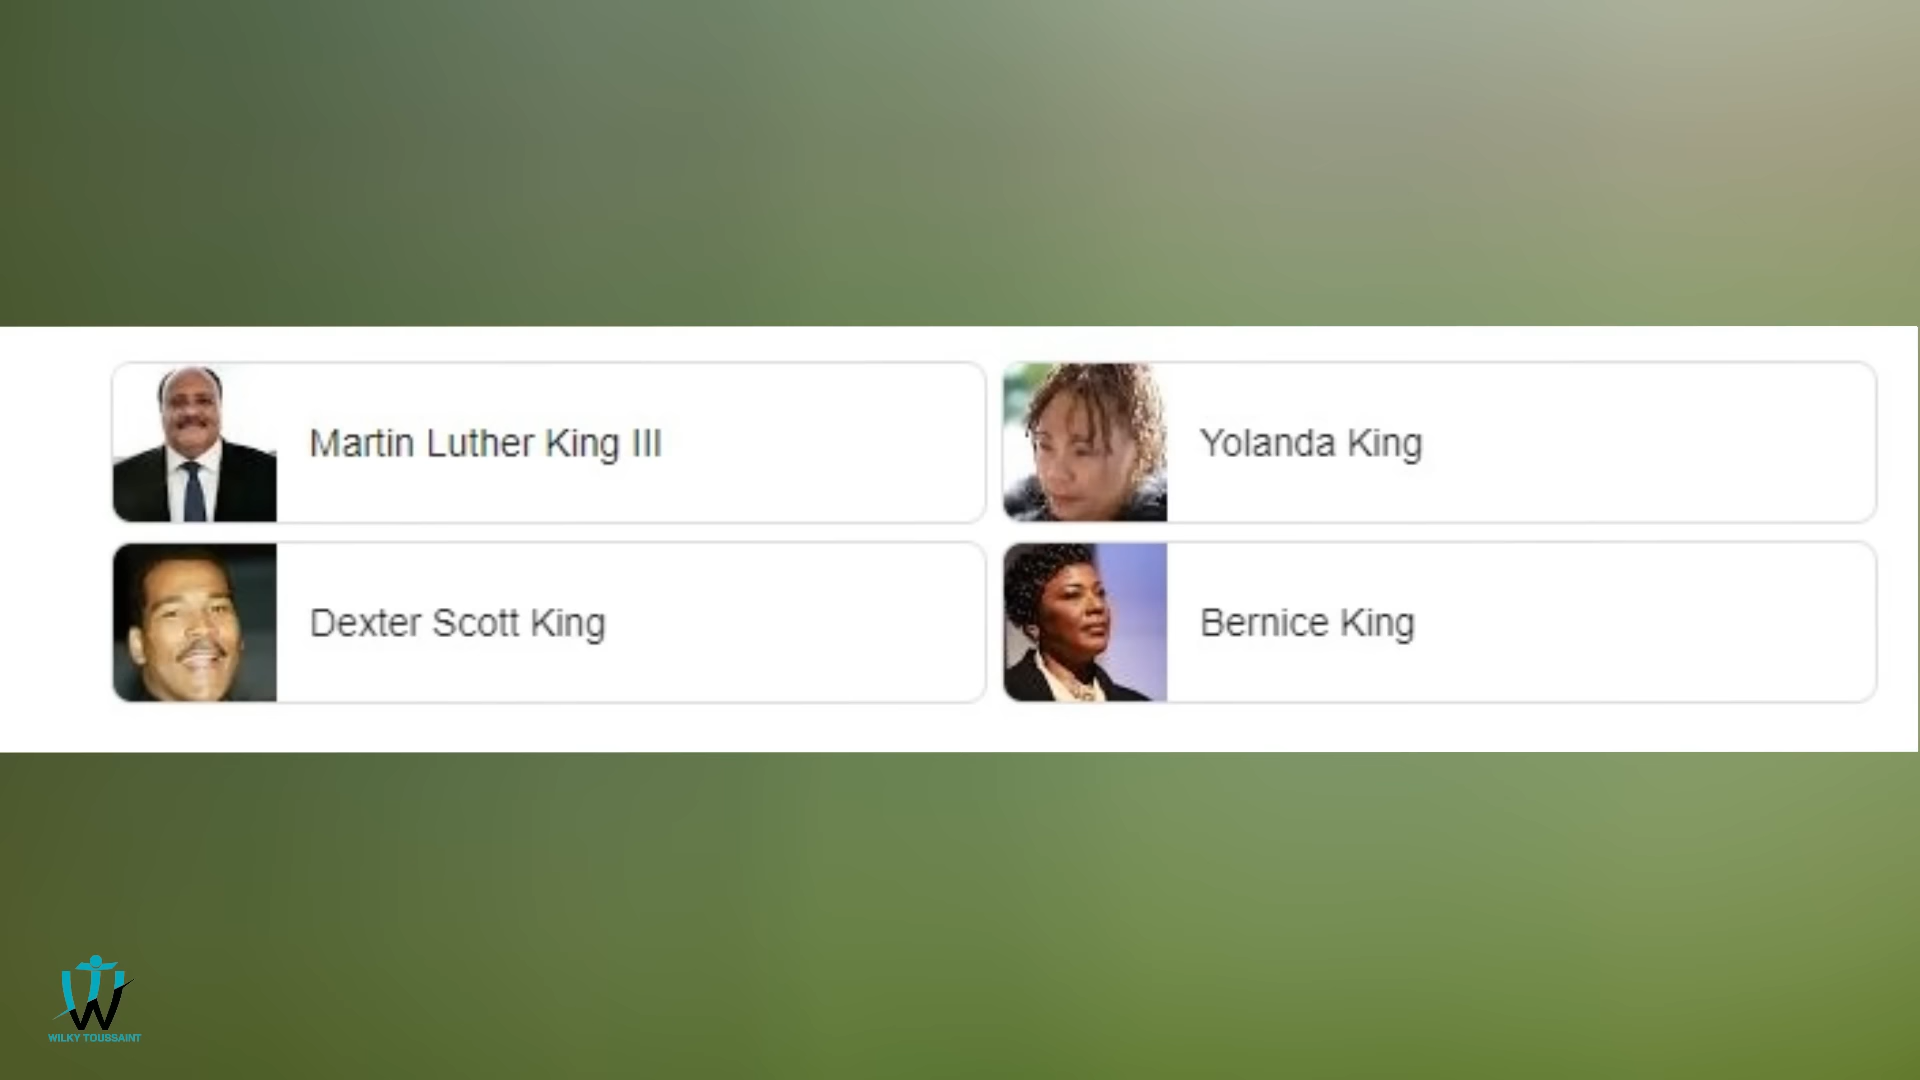 Martin Luther King III
Yolanda King
Dexter Scott King
Bernice King
WILKY TOUSSAINT